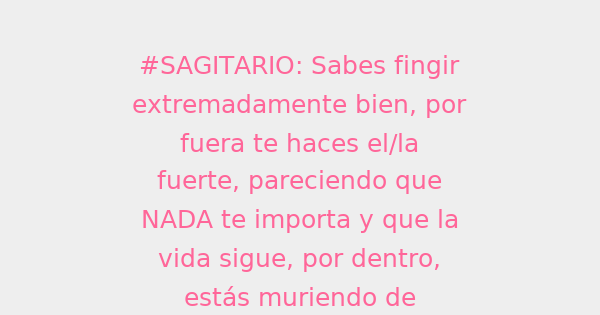 #SAGITARIO: Sabes fingir
extremadamente bien, por
fuera te haces el/la
fuerte, pareciendo que
NADA te importa y que la
vida sigue, por dentro,
estás muriendo de